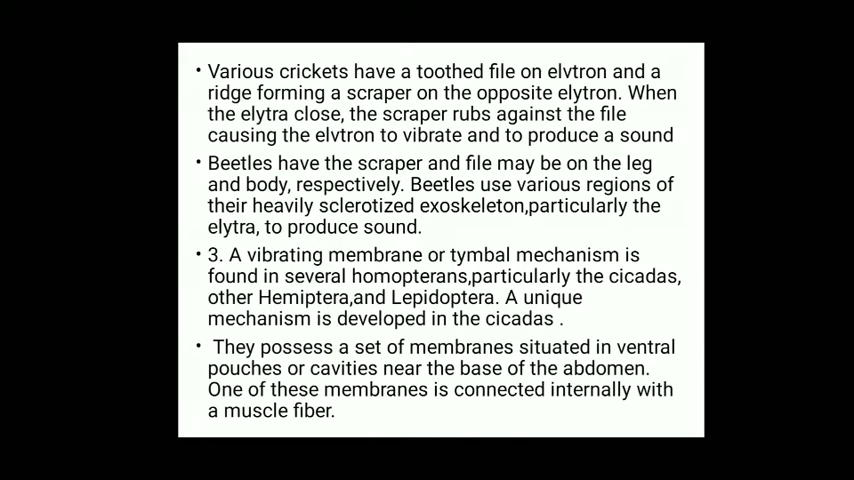 • Various crickets have a toothed file on elvtron and a
ridge forming a scraper on the opposite elytron. When
the elytra close, the scraper rubs against the file
causing the elvtron to vibrate and to produce a sound
• Beetles have the scraper and file may be on the leg
and body, respectively. Beetles use various regions of
their heavily sclerotized exoskeleton,particularly the
elytra, to produce sound.
• 3. A vibrating membrane or tymbal mechanism is
found in several homopterans,particularly the cicadas,
other Hemiptera,and Lepidoptera. A unique
mechanism is developed in the cicadas .
• They possess a set of membranes situated in ventral
pouches or cavities near the base of the abdomen.
One of these membranes is connected internally with
a muscle fiber.